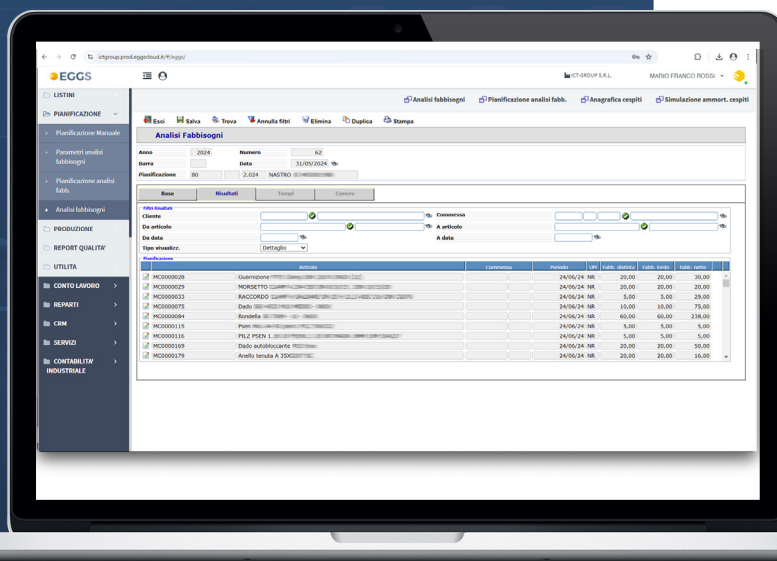 ictgroup.prod.eggscloud.it/#/eggs/
EGGS
ICT-GROUP S.R.L.
MARIO FRANCO ROSSI
LISTINI
PIANIFICAZIONE
Pianificazione Manuale
Parametri analisi fabbisogni
Pianificazione analisi fabb.
Analisi fabbisogni
PRODUZIONE
REPORT QUALITA'
UTILITA
CONTO LAVORO
REPARTI
CRM
SERVIZI
CONTABILITA' INDUSTRIALE
Analisi fabbisogni Pianificazione analisi fabb. Anagrafica cespiti Simulazione ammort. cespiti
Esci Salva Trova Annulla filtri Elimina Duplica Stampa
Analisi Fabbisogni
Anno 2024 Numero 62
Barra Data 31/05/2024
Pianificazione 80 2.024 NASTRO
Base Risultati Tempi Genera
Filtri Risultati
Cliente Commessa
Da articolo A articolo
Da data A data
Tipo visualizz. Dettaglio
Pianificazione
Articolo Commessa Periodo UM Fabb. distinta Fabb. lordo Fabb. netto
MC0000028 Guarnizione 24/06/24 NR 20,00 20,00 30,00
MC0000029 MORSETTO 24/06/24 NR 20,00 20,00 20,00
MC0000033 RACCORDO 24/06/24 NR 5,00 5,00 29,00
MC0000075 Dado 24/06/24 NR 10,00 10,00 75,00
MC0000084 Rondella 24/06/24 NR 60,00 60,00 238,00
MC0000115 Psen 24/06/24 NR 5,00 5,00 5,00
MC0000116 PILZ PSEN 1. 24/06/24 NR 5,00 5,00 5,00
MC0000169 Dado autobloccante 24/06/24 NR 20,00 20,00 50,00
MC0000179 Anello tenuta A 35X 24/06/24 NR 20,00 20,00 16,00